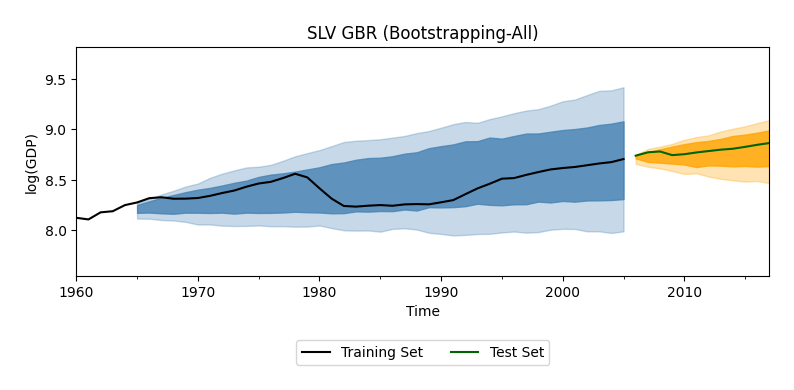 SLV GBR (Bootstrapping-All)
log(GDP)
9.5
9.0
8.5
8.0
1960 1970 1980 1990 2000 2010
Time
Training Set Test Set